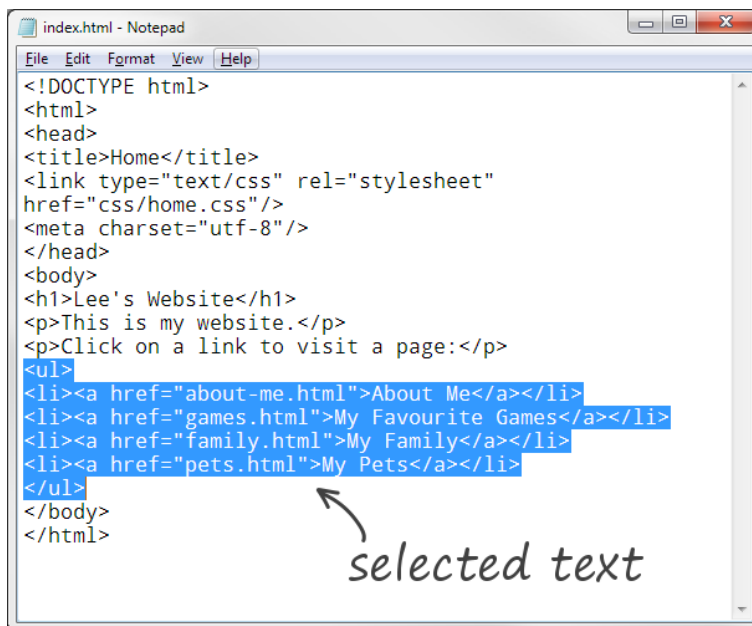 index.html - Notepad
File Edit Format View Help
<!DOCTYPE html>
<html>
<head>
<title>Home</title>
<link type="text/css" rel="stylesheet"
href="css/home.css"/>
<meta charset="utf-8"/>
</head>
<body>
<h1>Lee's Website</h1>
<p>This is my website.</p>
<p>Click on a link to visit a page:</p>
<ul>
<li><a href="about-me.html">About Me</a></li>
<li><a href="games.html">My Favourite Games</a></li>
<li><a href="family.html">My Family</a></li>
<li><a href="pets.html">My Pets</a></li>
</ul>
</body>
</html>
selected text